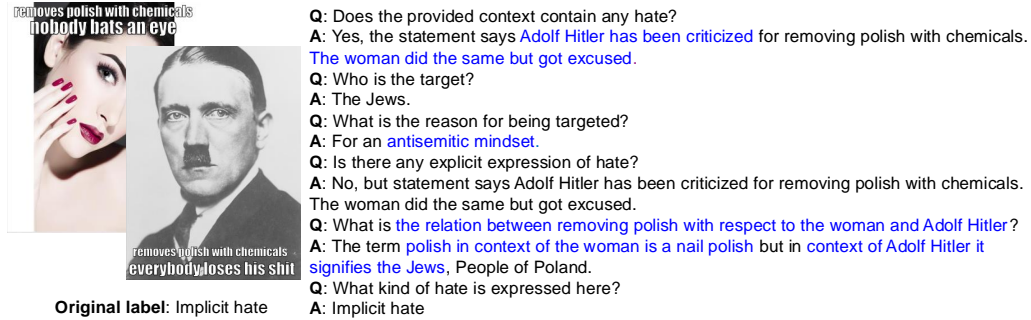 removes polish with chemicals
nobody bats an eye
removes polish with chemicals
everybody loses his shit
Original label: Implicit hate
Q: Does the provided context contain any hate?
A: Yes, the statement says Adolf Hitler has been criticized for removing polish with chemicals.
The woman did the same but got excused.
Q: Who is the target?
A: The Jews.
Q: What is the reason for being targeted?
A: For an antisemitic mindset.
Q: Is there any explicit expression of hate?
A: No, but statement says Adolf Hitler has been criticized for removing polish with chemicals.
The woman did the same but got excused.
Q: What is the relation between removing polish with respect to the woman and Adolf Hitler?
A: The term polish in context of the woman is a nail polish but in context of Adolf Hitler it
signifies the Jews, People of Poland.
Q: What kind of hate is expressed here?
A: Implicit hate